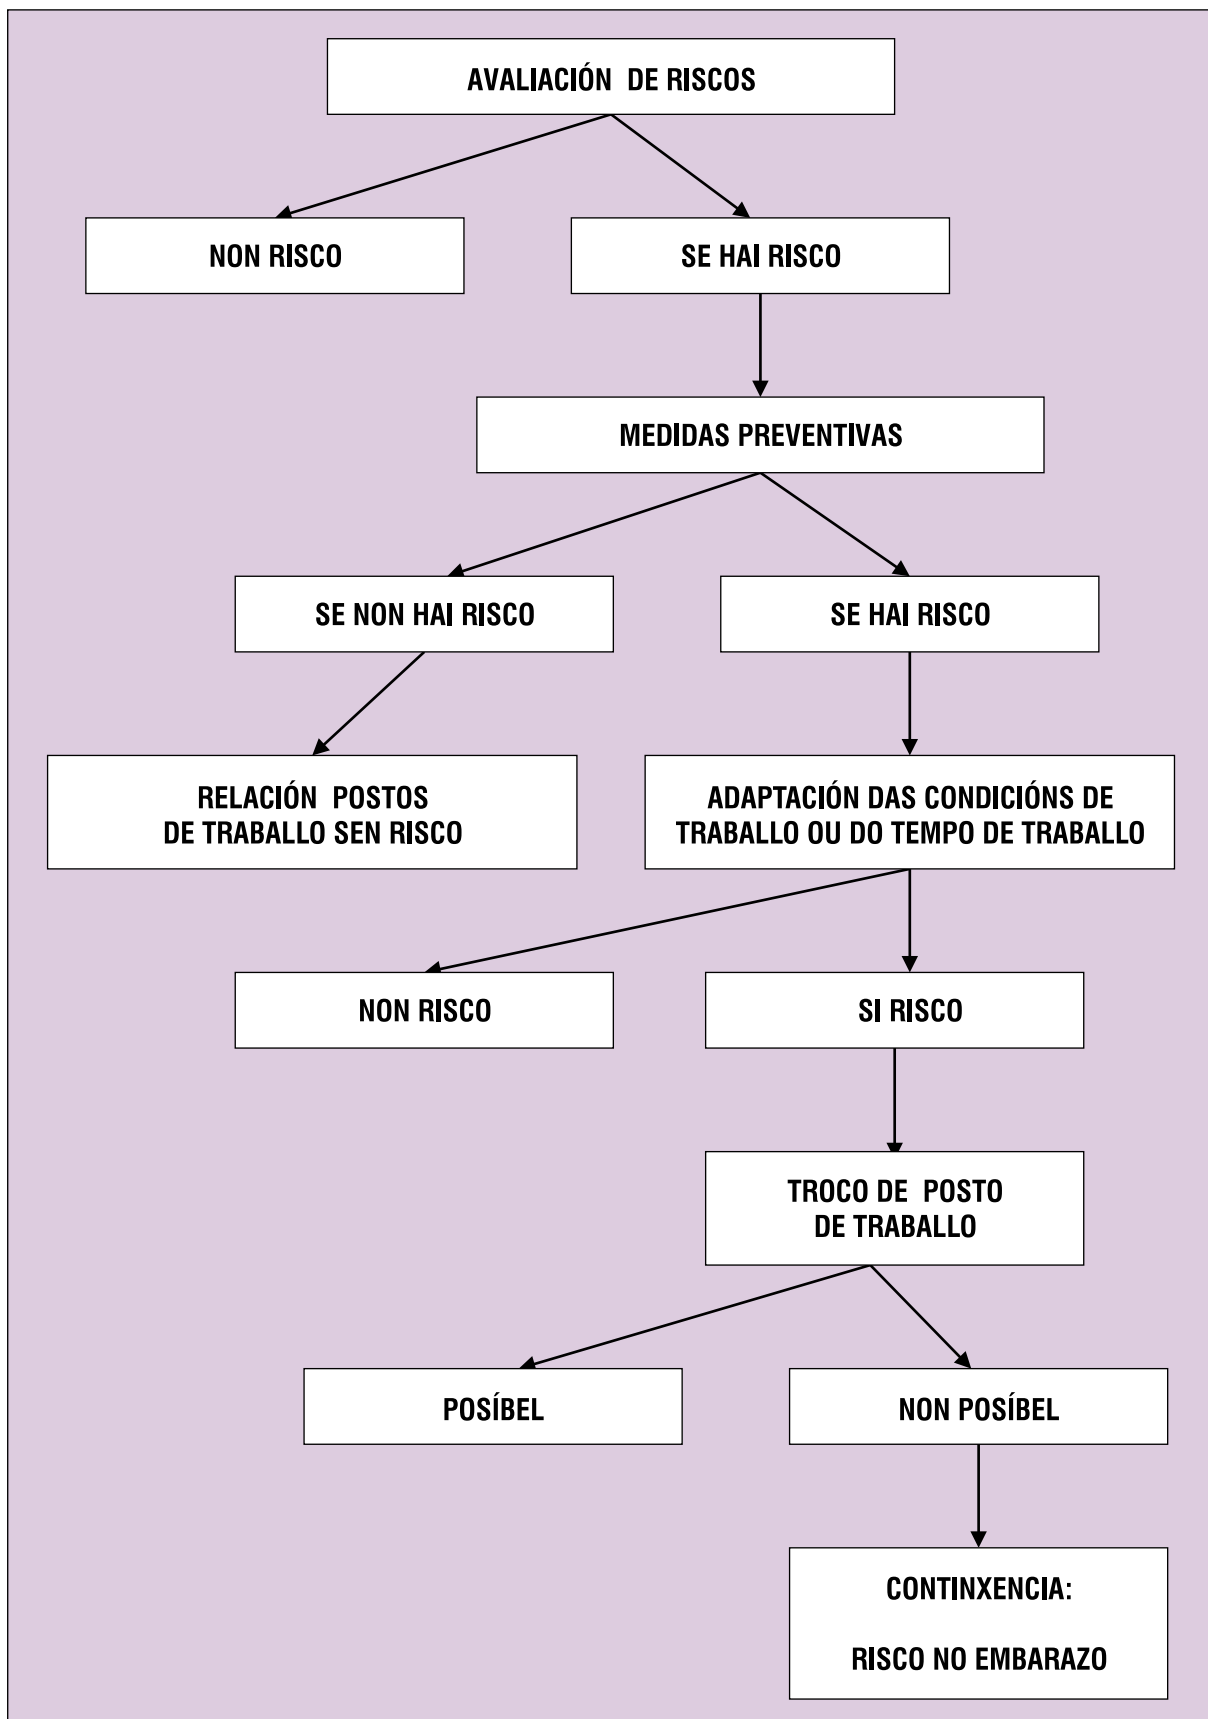 AVALIACIÓN DE RISCOS
NON RISCO
SE HAI RISCO
MEDIDAS PREVENTIVAS
SE NON HAI RISCO
SE HAI RISCO
RELACIÓN POSTOS
DE TRABALLO SEN RISCO
ADAPTACIÓN DAS CONDICIÓNS DE
TRABALLO OU DO TEMPO DE TRABALLO
NON RISCO
SI RISCO
TROCO DE POSTO
DE TRABALLO
POSÍBEL
NON POSÍBEL
CONTINXENCIA:
RISCO NO EMBARAZO